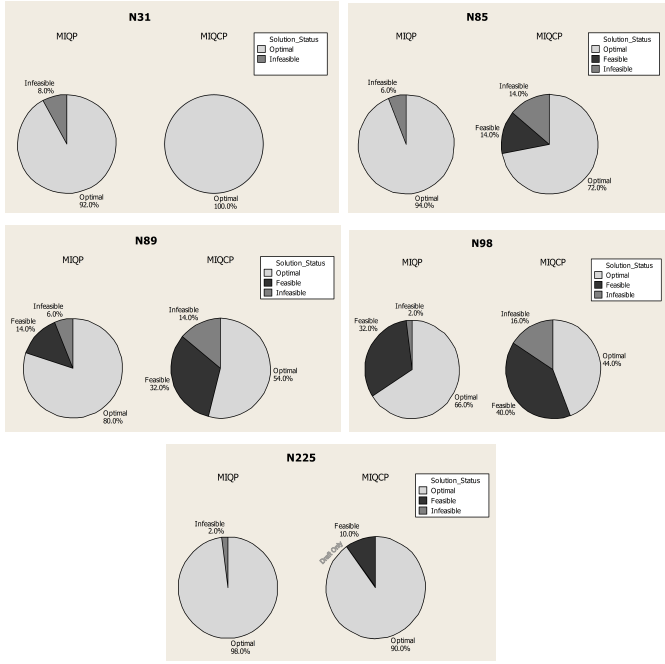 N31
MIQP
MIQCP
Solution_Status
Optimal
Infeasible
Infeasible
8.0%
Optimal
92.0%
Optimal
100.0%
N85
MIQP
MIQCP
Solution_Status
Optimal
Feasible
Infeasible
Infeasible
6.0%
Optimal
94.0%
Infeasible
14.0%
Feasible
14.0%
Optimal
72.0%
N89
MIQP
MIQCP
Solution_Status
Optimal
Feasible
Infeasible
Infeasible
6.0%
Feasible
14.0%
Optimal
80.0%
Infeasible
14.0%
Feasible
32.0%
Optimal
54.0%
N98
MIQP
MIQCP
Solution_Status
Optimal
Feasible
Infeasible
Infeasible
2.0%
Feasible
32.0%
Optimal
66.0%
Infeasible
16.0%
Optimal
44.0%
Feasible
40.0%
N225
MIQP
MIQCP
Solution_Status
Optimal
Feasible
Infeasible
Infeasible
2.0%
Optimal
98.0%
Feasible
10.0%
Draft Only
Optimal
90.0%